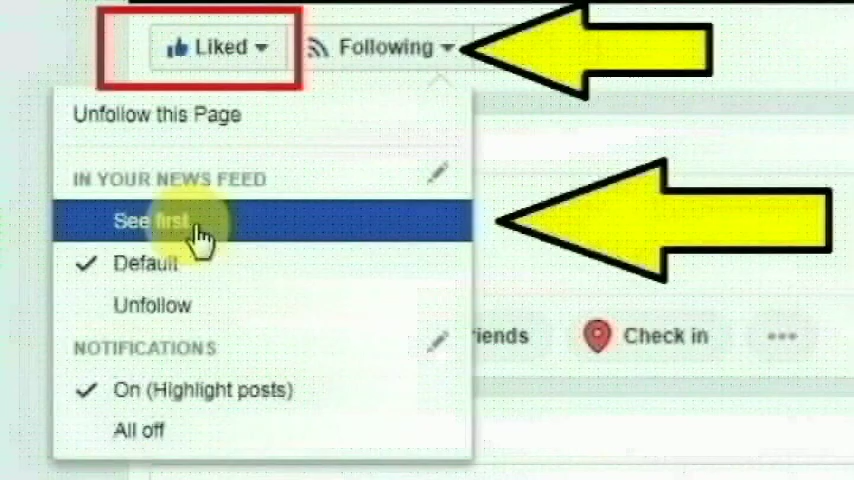 Liked Following
Unfollow this Page
IN YOUR NEWS FEED
See first
Default
Unfollow
riends Check in
NOTIFICATIONS
On (Highlight posts)
All off